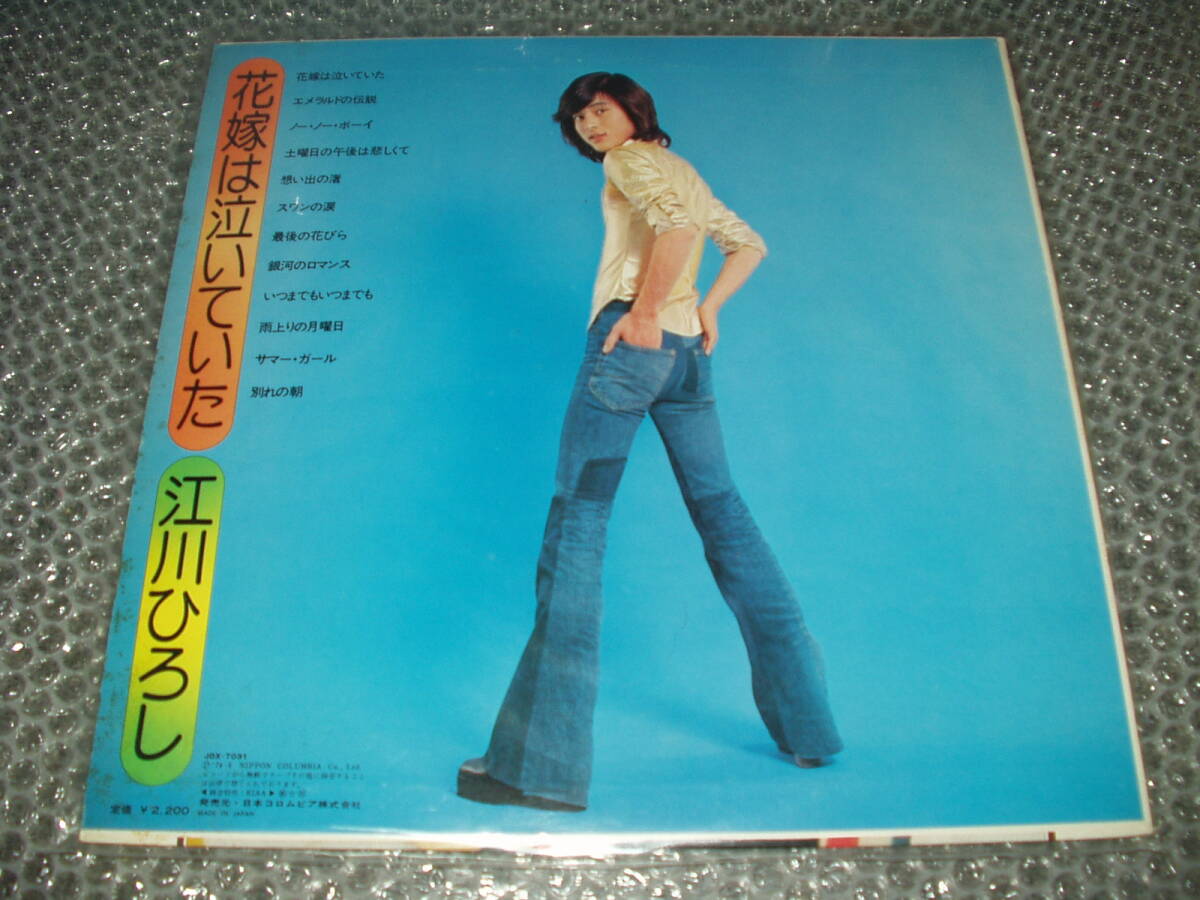 花嫁は泣いていた
江川ひろし
花嫁は泣いていた
エメラルドの伝説
ノー・ノー・ボーイ
土曜日の午後は悲しくて
想い出の渚
スワンの涙
最後の花びら
銀河のロマンス
いつまでもいつまでも
雨上りの月曜日
サマー・ガール
別れの朝
JDX-7031
NIPPON COLUMBIA Co., Ltd.
発売元・日本コロムビア株式会社
定価 ¥2,200
MADE IN JAPAN